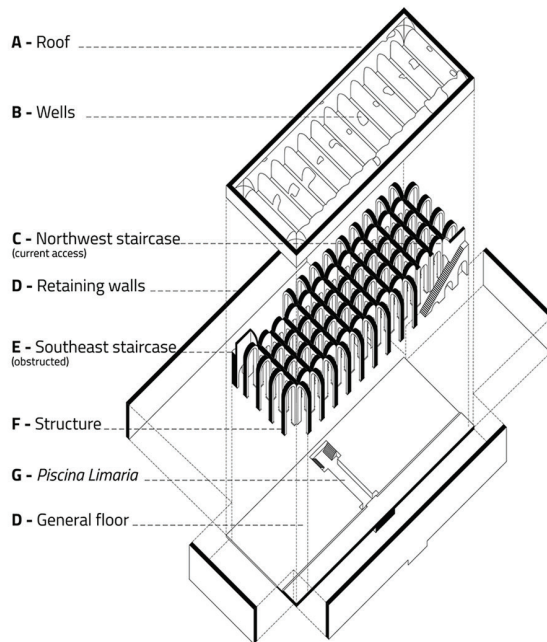 A - Roof
B - Wells
C - Northwest staircase
(current access)
D - Retaining walls
E - Southeast staircase
(obstructed)
F - Structure
G - Piscina Limaria
D - General floor